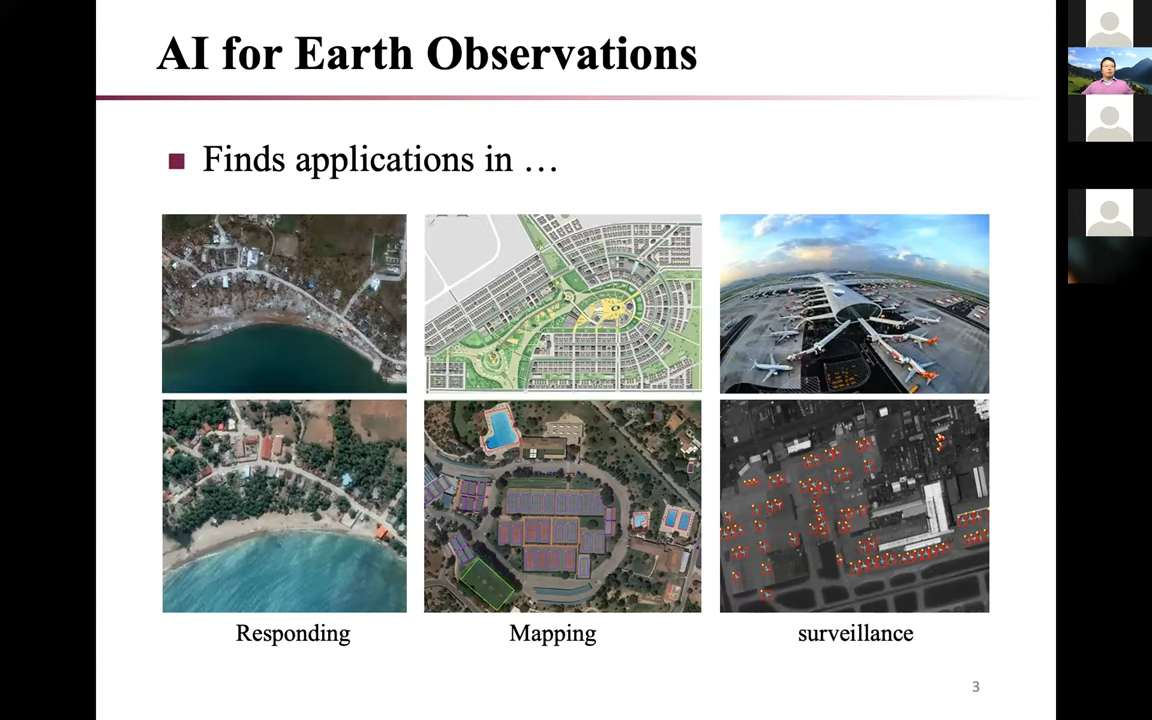 AI for Earth Observations
Finds applications in …
Responding
Mapping
surveillance
3